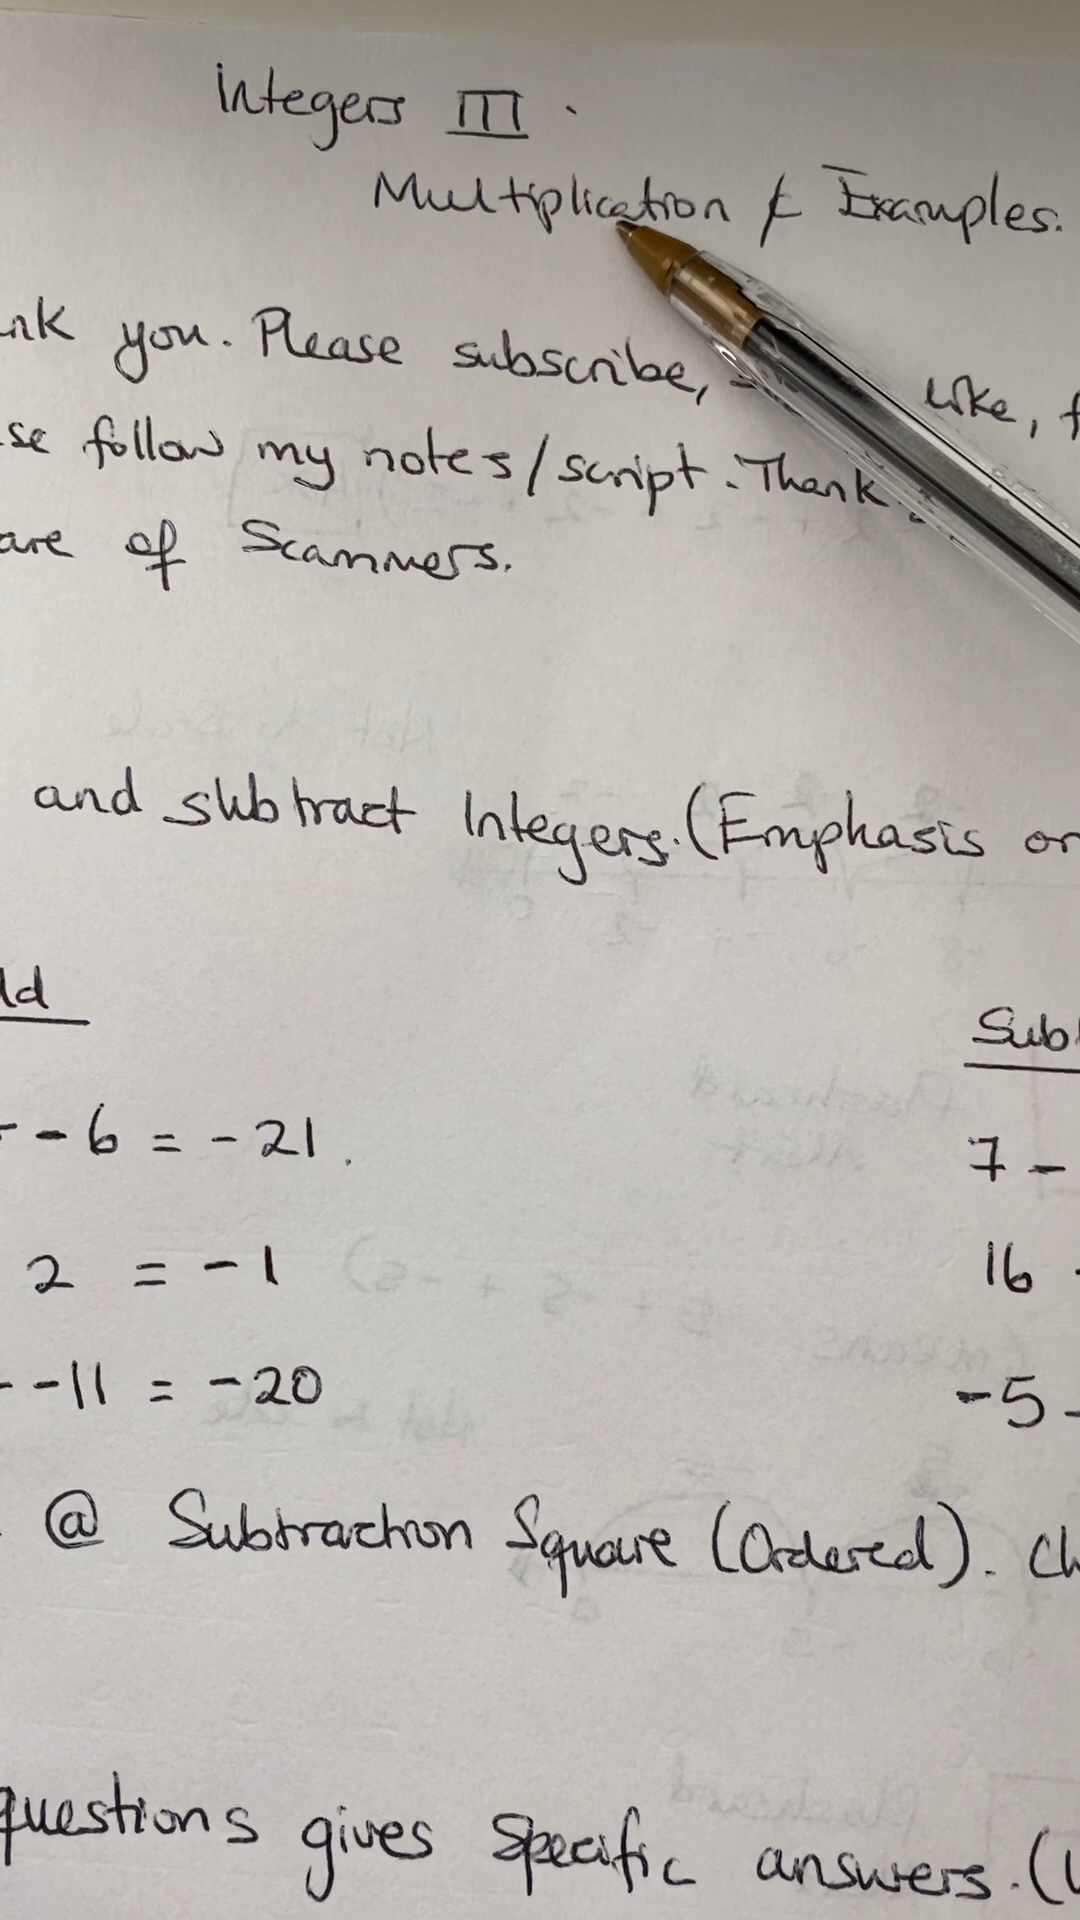 Integers III.
Multiplication & Examples.
nk you. Please subscribe, Like, f
se follow my notes/script. Thank
are of Scammers.
and subtract Integers. (Emphasis on
dd
Subt
- - 6 = -21.
7 -
2 = -1
16 -
- -11 = -20
-5 -
@ Subtraction Square (Ordered). Ch
questions gives specific answers. (